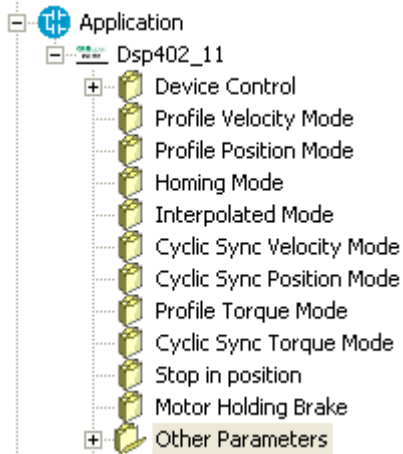 Application
Dsp402_11
Device Control
Profile Velocity Mode
Profile Position Mode
Homing Mode
Interpolated Mode
Cyclic Sync Velocity Mode
Cyclic Sync Position Mode
Profile Torque Mode
Cyclic Sync Torque Mode
Stop in position
Motor Holding Brake
Other Parameters